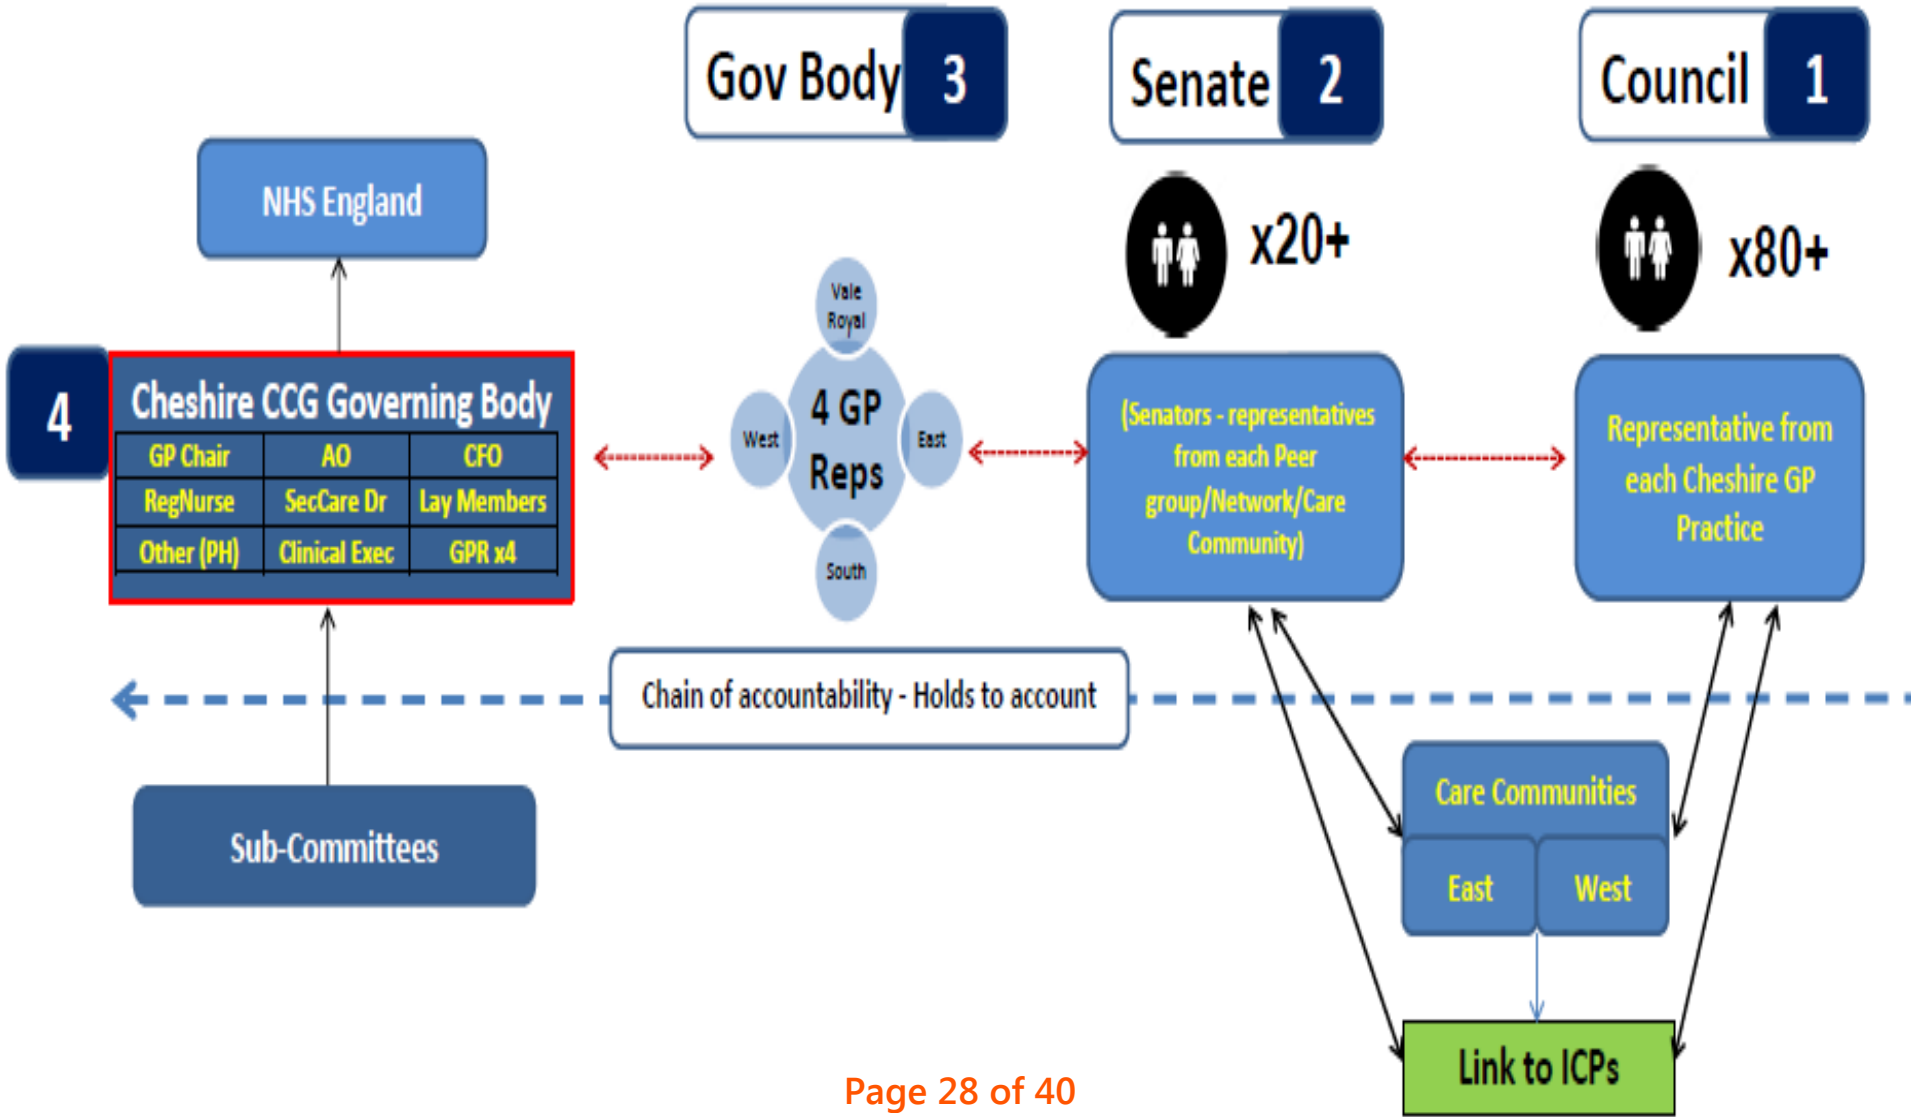 Gov Body 3
Senate 2
Council 1
NHS England
x20+
x80+
4
Cheshire CCG Governing Body
GP Chair AO CFO
RegNurse SecCare Dr Lay Members
Other (PH) Clinical Exec GPR x4
Vale
Royal
West
4 GP
Reps
East
South
(Senators - representatives
from each Peer
group/Network/Care
Community)
Representative from
each Cheshire GP
Practice
Chain of accountability - Holds to account
Sub-Committees
Care Communities
East West
Link to ICPs
Page 28 of 40